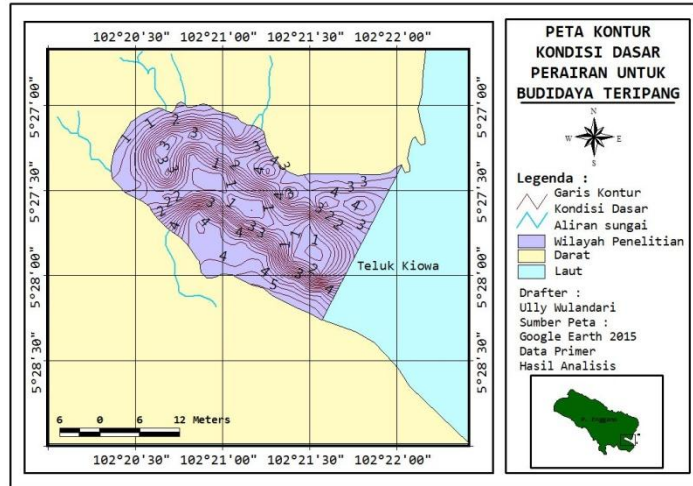 PETA KONTUR
KONDISI DASAR
PERAIRAN UNTUK
BUDIDAYA TERIPANG
N
W E
S
Legenda :
Garis Kontur
Kondisi Dasar
Aliran sungai
Wilayah Penelitian
Darat
Laut
Drafter :
Ully Wulandari
Sumber Peta :
Google Earth 2015
Data Primer
Hasil Analisis
102°20'30" 102°21'00" 102°21'30" 102°22'00"
5°27'00"
5°27'30"
5°28'00"
5°28'30"
5°27'00"
5°27'30"
5°28'00"
5°28'30"
Teluk Kiowa
6 0 6 12 Meters
102°20'30" 102°21'00" 102°21'30" 102°22'00"